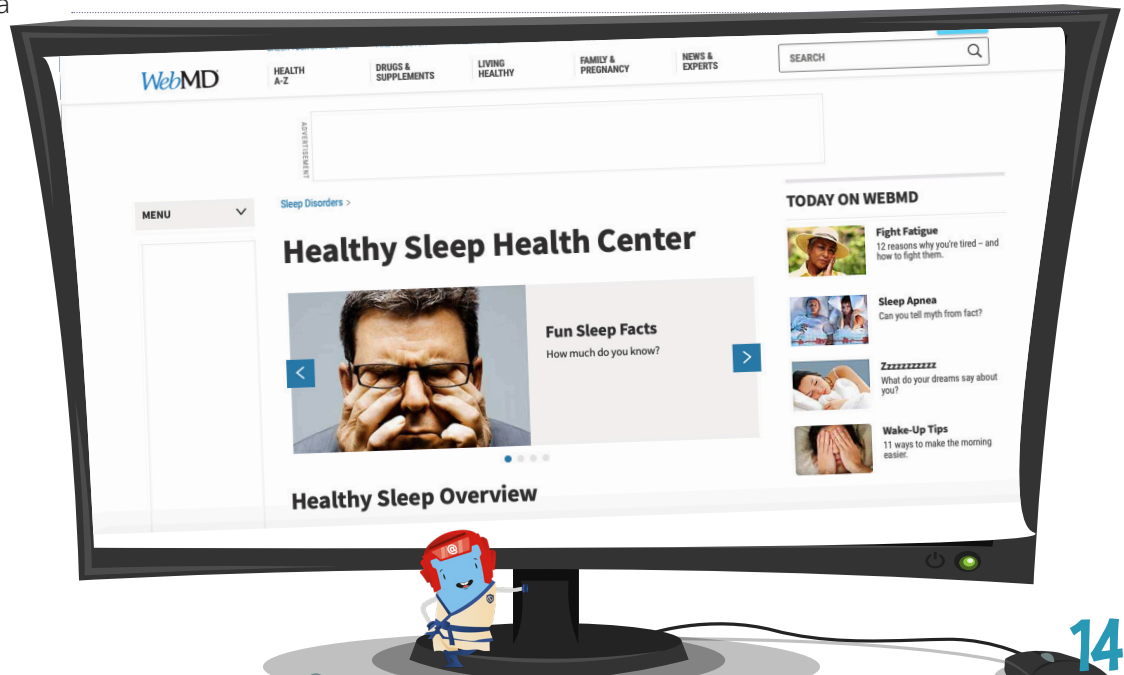 a
WebMD
HEALTH
A-Z
DRUGS &
SUPPLEMENTS
LIVING
HEALTHY
FAMILY &
PREGNANCY
NEWS &
EXPERTS
SEARCH
ADVERTISEMENT
MENU
Sleep Disorders >
Healthy Sleep Health Center
Fun Sleep Facts
How much do you know?
Healthy Sleep Overview
TODAY ON WEBMD
Fight Fatigue
12 reasons why you're tired – and
how to fight them.
Sleep Apnea
Can you tell myth from fact?
Zzzzzzzzzzz
What do your dreams say about
you?
Wake-Up Tips
11 ways to make the morning
easier.
@
14